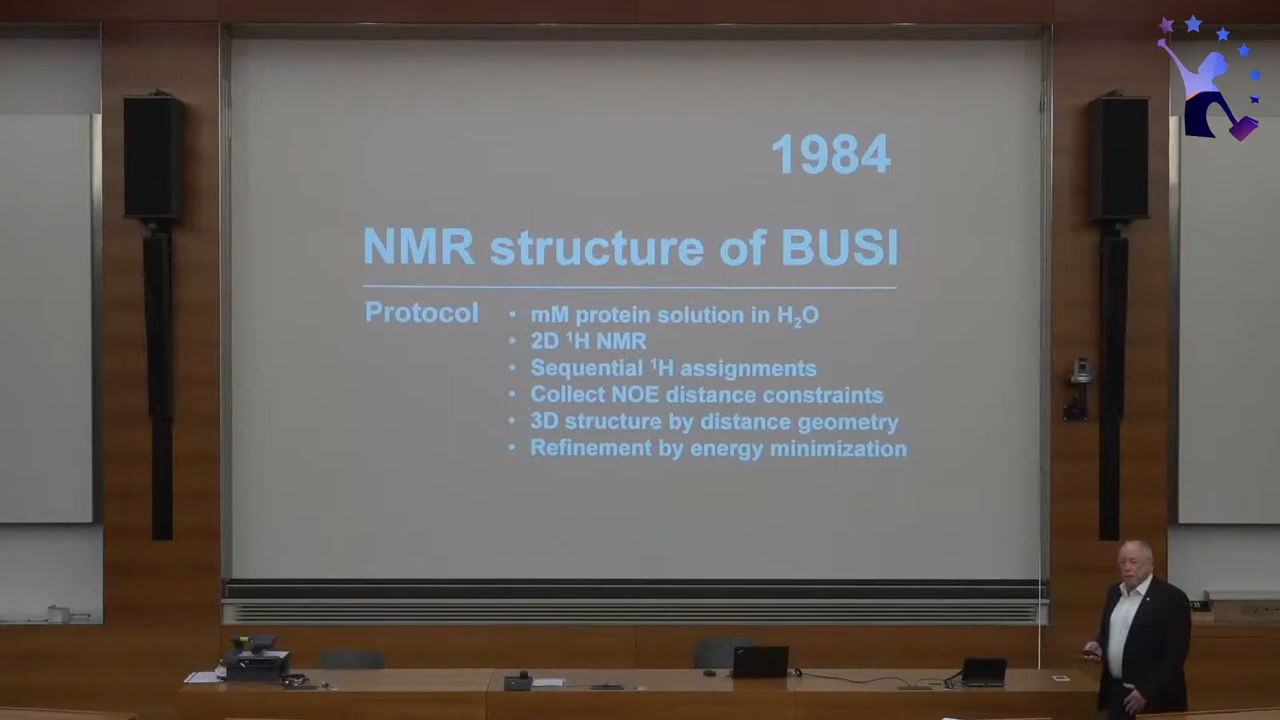 1984
NMR structure of BUSI
Protocol
• mM protein solution in H₂O
• 2D ¹H NMR
• Sequential ¹H assignments
• Collect NOE distance constraints
• 3D structure by distance geometry
• Refinement by energy minimization